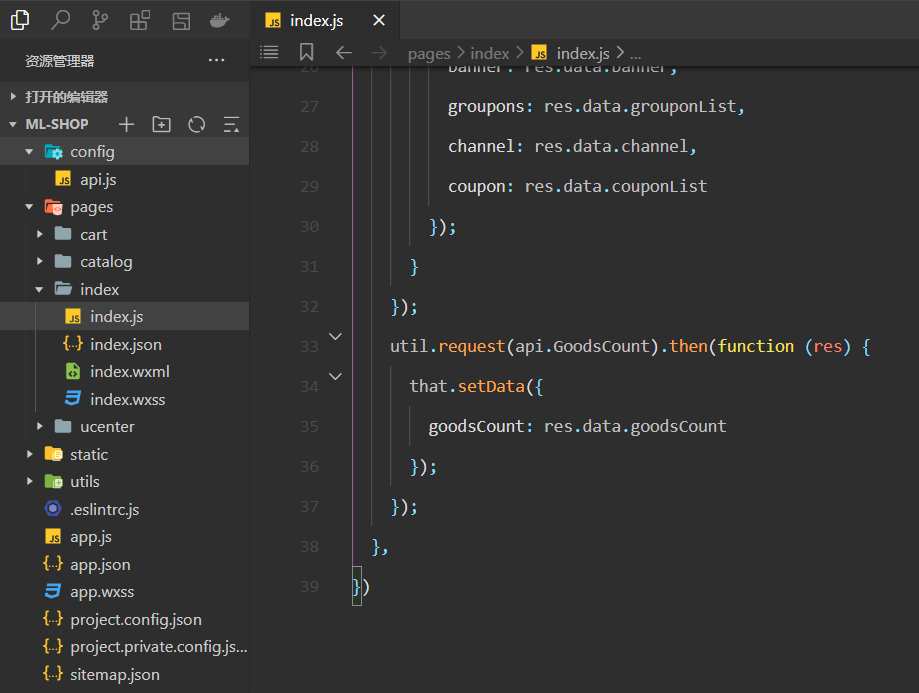 index.js
资源管理器
pages > index > index.js > ...
打开的编辑器
ML-SHOP
config
api.js
pages
cart
catalog
index
index.js
index.json
index.wxml
index.wxss
ucenter
static
utils
.eslintrc.js
app.js
app.json
app.wxss
project.config.json
project.private.config.js...
sitemap.json
26 banner: res.data.banner,
27 groupons: res.data.grouponList,
28 channel: res.data.channel,
29 coupon: res.data.couponList
30 });
31 }
32 });
33 util.request(api.GoodsCount).then(function (res) {
34 that.setData({
35 goodsCount: res.data.goodsCount
36 });
37 });
38 },
39 })